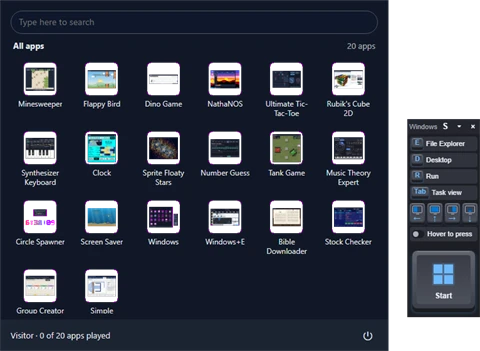 Type here to search
All apps
20 apps
Minesweeper
Flappy Bird
Dino Game
NathaNOS
Ultimate Tic-
Tac-Toe
Rubik's Cube
2D
Synthesizer
Keyboard
Clock
Sprite Floaty
Stars
Number Guess
Tank Game
Music Theory
Expert
Circle Spawner
Screen Saver
Windows
Windows+E
Bible
Downloader
Stock Checker
Group Creator
Simple
Visitor · 0 of 20 apps played
Windows S
E File Explorer
D Desktop
R Run
Tab Task view
Hover to press
Start